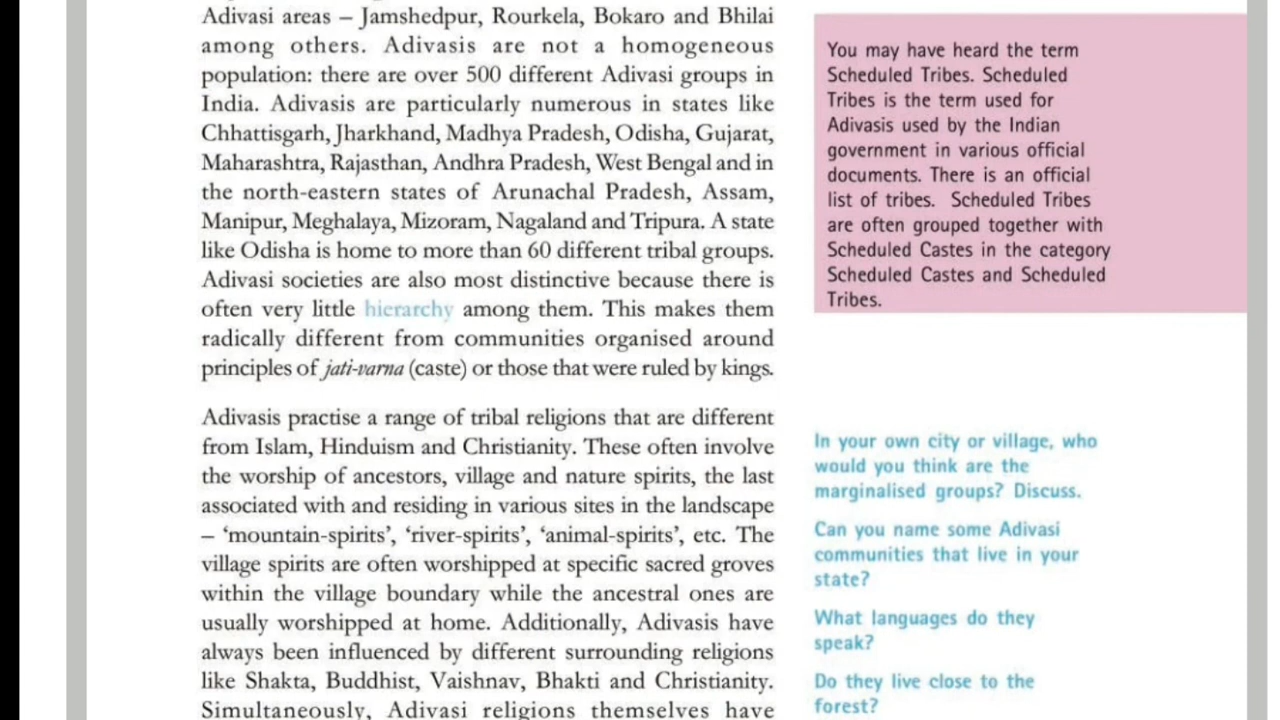 Adivasi areas – Jamshedpur, Rourkela, Bokaro and Bhilai
among others. Adivasis are not a homogeneous
population: there are over 500 different Adivasi groups in
India. Adivasis are particularly numerous in states like
Chhattisgarh, Jharkhand, Madhya Pradesh, Odisha, Gujarat,
Maharashtra, Rajasthan, Andhra Pradesh, West Bengal and in
the north-eastern states of Arunachal Pradesh, Assam,
Manipur, Meghalaya, Mizoram, Nagaland and Tripura. A state
like Odisha is home to more than 60 different tribal groups.
Adivasi societies are also most distinctive because there is
often very little hierarchy among them. This makes them
radically different from communities organised around
principles of jati-varna (caste) or those that were ruled by kings.
Adivasis practise a range of tribal religions that are different
from Islam, Hinduism and Christianity. These often involve
the worship of ancestors, village and nature spirits, the last
associated with and residing in various sites in the landscape
– ‘mountain-spirits’, ‘river-spirits’, ‘animal-spirits’, etc. The
village spirits are often worshipped at specific sacred groves
within the village boundary while the ancestral ones are
usually worshipped at home. Additionally, Adivasis have
always been influenced by different surrounding religions
like Shakta, Buddhist, Vaishnav, Bhakti and Christianity.
Simultaneously, Adivasi religions themselves have
You may have heard the term
Scheduled Tribes. Scheduled
Tribes is the term used for
Adivasis used by the Indian
government in various official
documents. There is an official
list of tribes. Scheduled Tribes
are often grouped together with
Scheduled Castes in the category
Scheduled Castes and Scheduled
Tribes.
In your own city or village, who
would you think are the
marginalised groups? Discuss.
Can you name some Adivasi
communities that live in your
state?
What languages do they
speak?
Do they live close to the
forest?